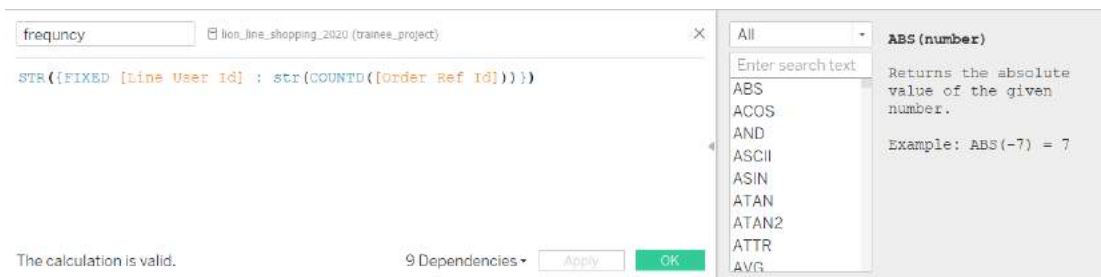 frequncy
lion_line_shopping_2020 (trainee_project)
STR({FIXED [Line User Id] : str(COUNTD([Order Ref Id]))})
The calculation is valid.
9 Dependencies
Apply
OK
All
Enter search text
ABS
ACOS
AND
ASCII
ASIN
ATAN
ATAN2
ATTR
AVG
ABS(number)
Returns the absolute
value of the given
number.
Example: ABS(-7) = 7